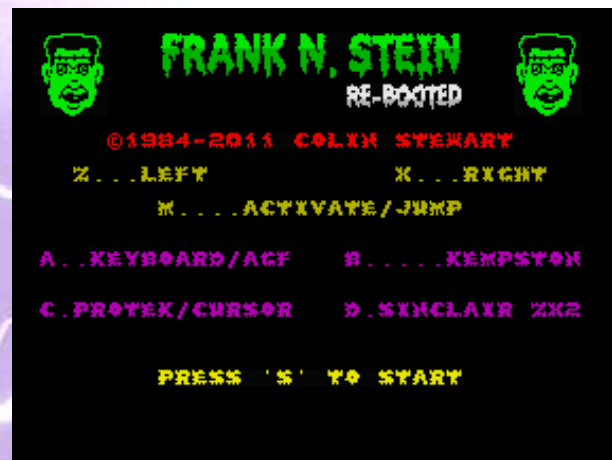 FRANK N. STEIN
RE-BOOTED
©1984-2011 COLIN STEWART
Z...LEFT X...RIGHT
M....ACTIVATE/JUMP
A..KEYBOARD/AGF B.....KEMPSTON
C.PROTEK/CURSOR D.SINCLAIR ZX2
PRESS 'S' TO START